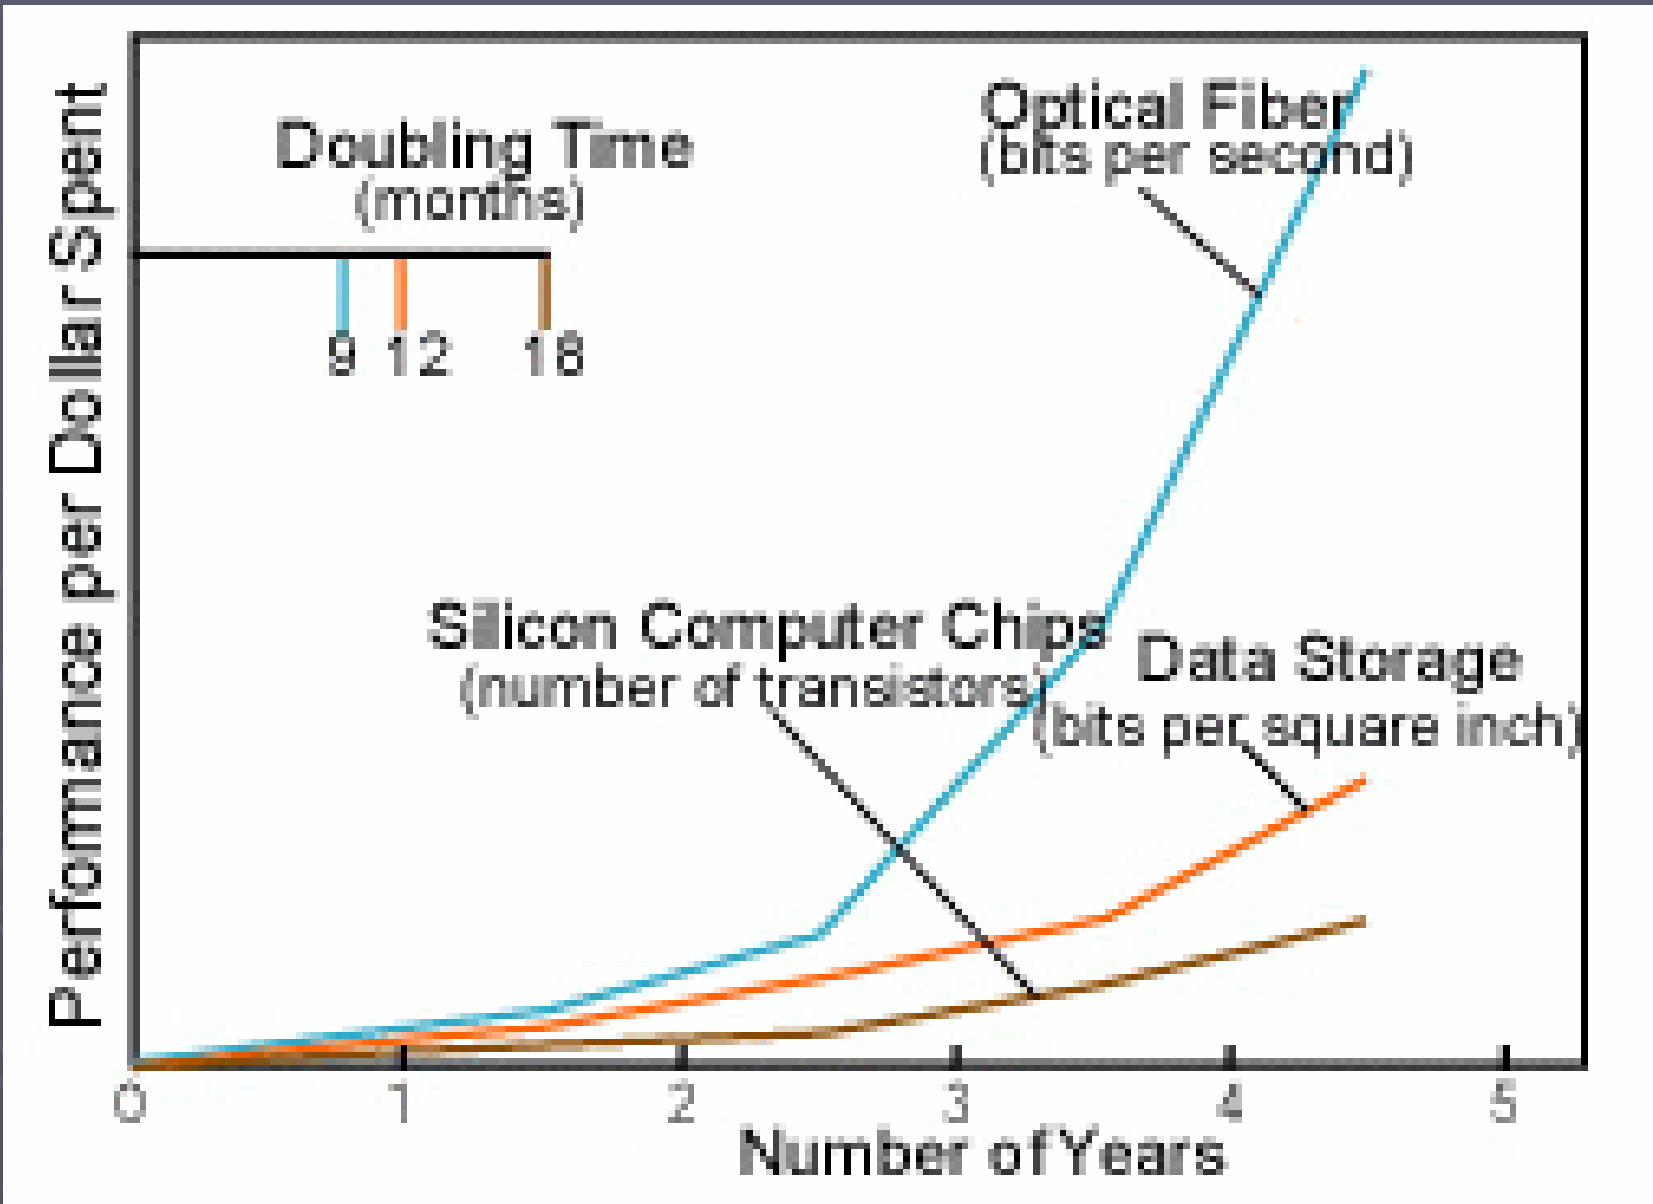 Performance per Dollar Spent
Doubling Time
(months)
9 12 18
Optical Fiber
(bits per second)
Silicon Computer Chips
(number of transistors)
Data Storage
(bits per square inch)
0 1 2 3 4 5
Number of Years